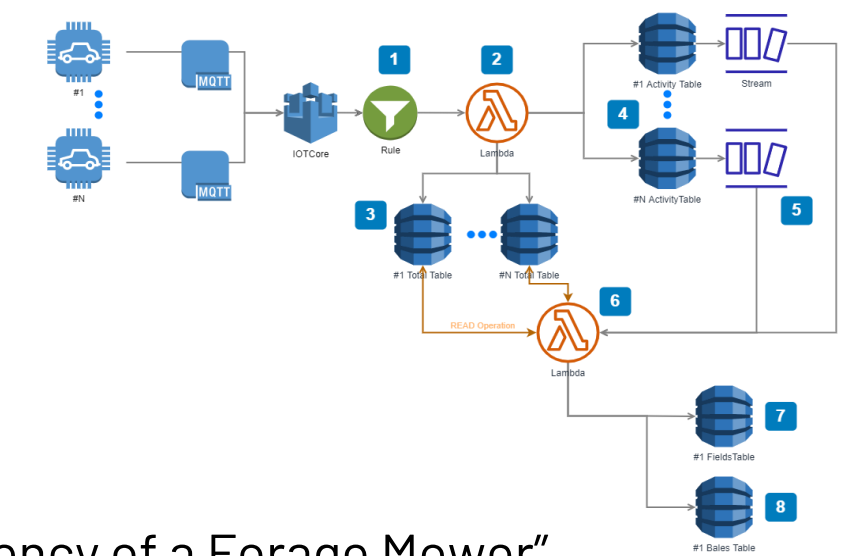 #1
MQTT
#N
MQTT
IOTCore
1
Rule
2
Lambda
#1 Activity Table
Stream
4
#N ActivityTable
5
3
#1 Total Table
#N Total Table
READ Operation
6
Lambda
7
#1 FieldsTable
8
#1 Bales Table
of a Forage Mower”